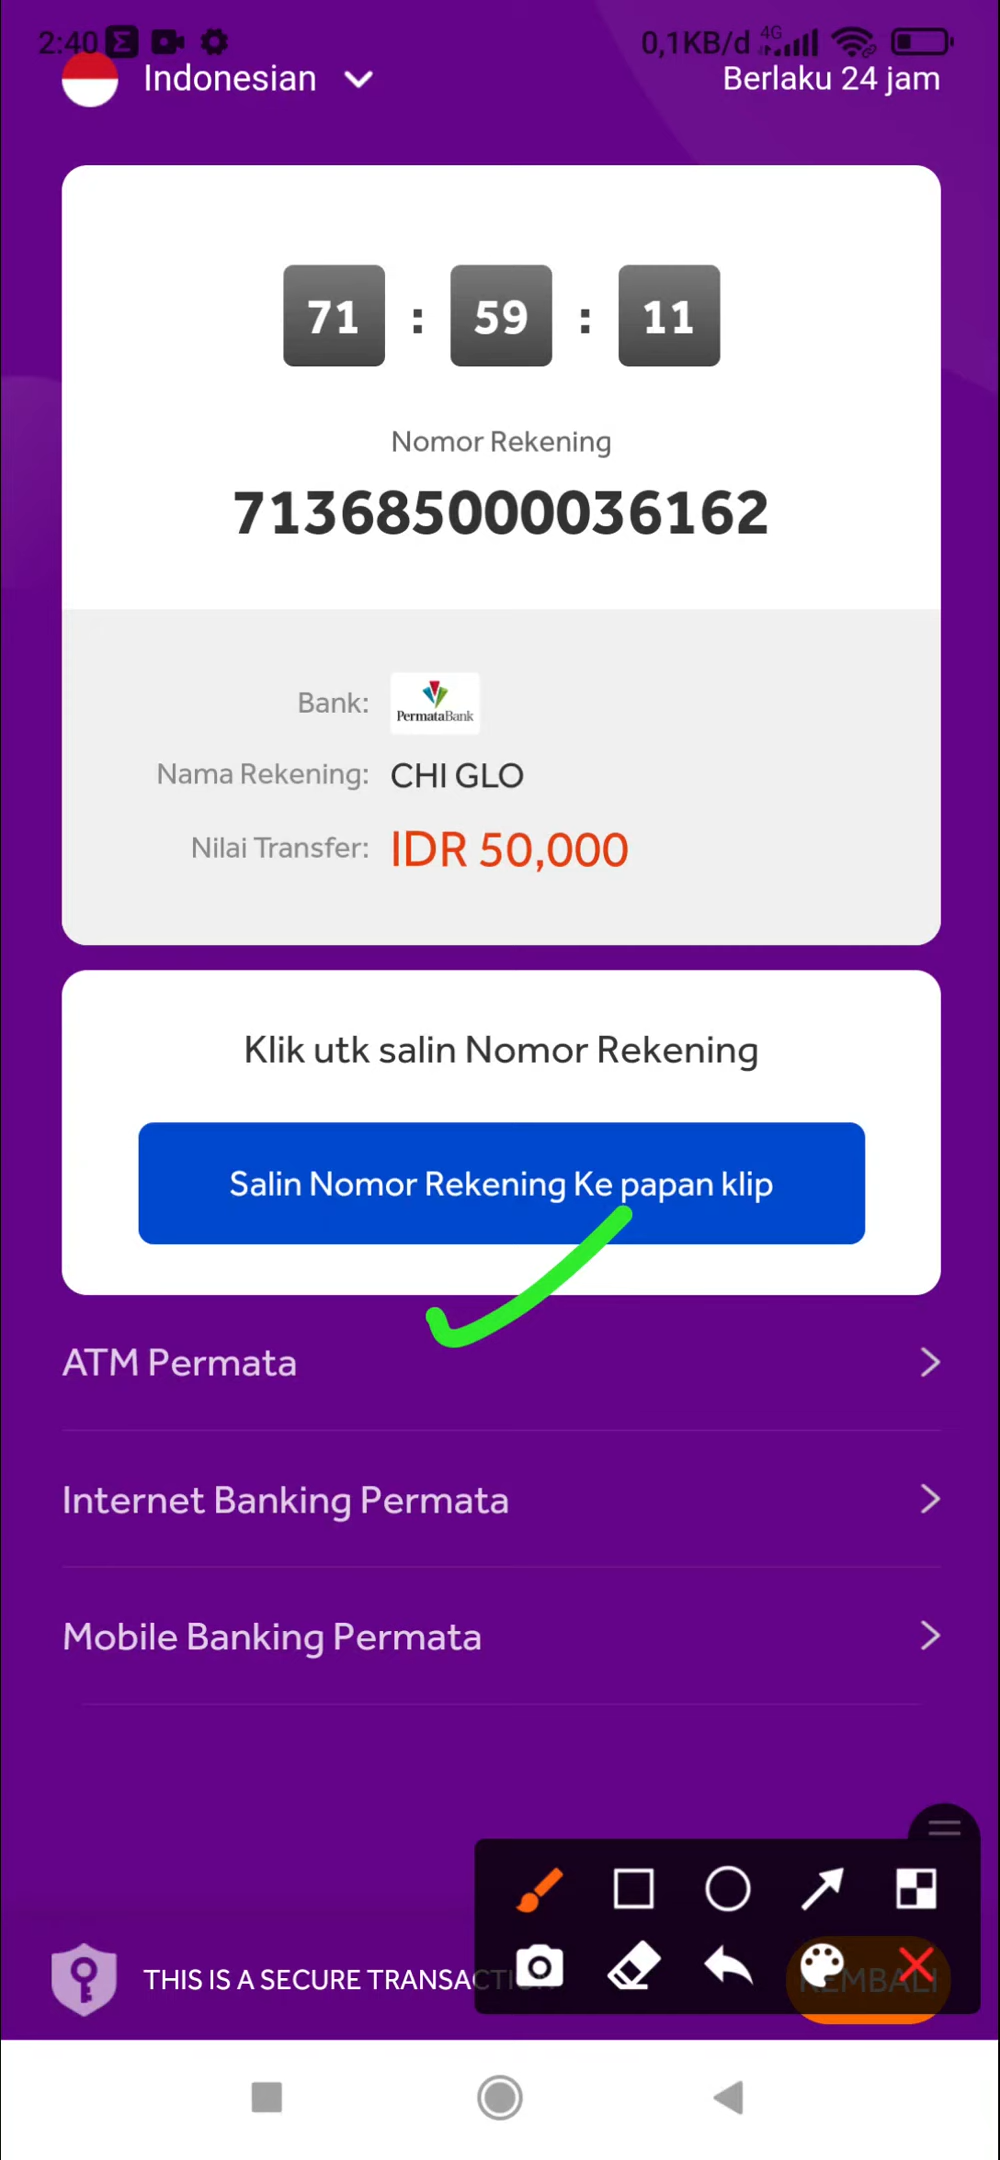 2:40
0,1KB/d 4G
Indonesian
Berlaku 24 jam
71 : 59 : 11
Nomor Rekening
713685000036162
Bank: PermataBank
Nama Rekening: CHI GLO
Nilai Transfer: IDR 50,000
Klik utk salin Nomor Rekening
Salin Nomor Rekening Ke papan klip
ATM Permata
Internet Banking Permata
Mobile Banking Permata
THIS IS A SECURE TRANSACTION
KEMBALI